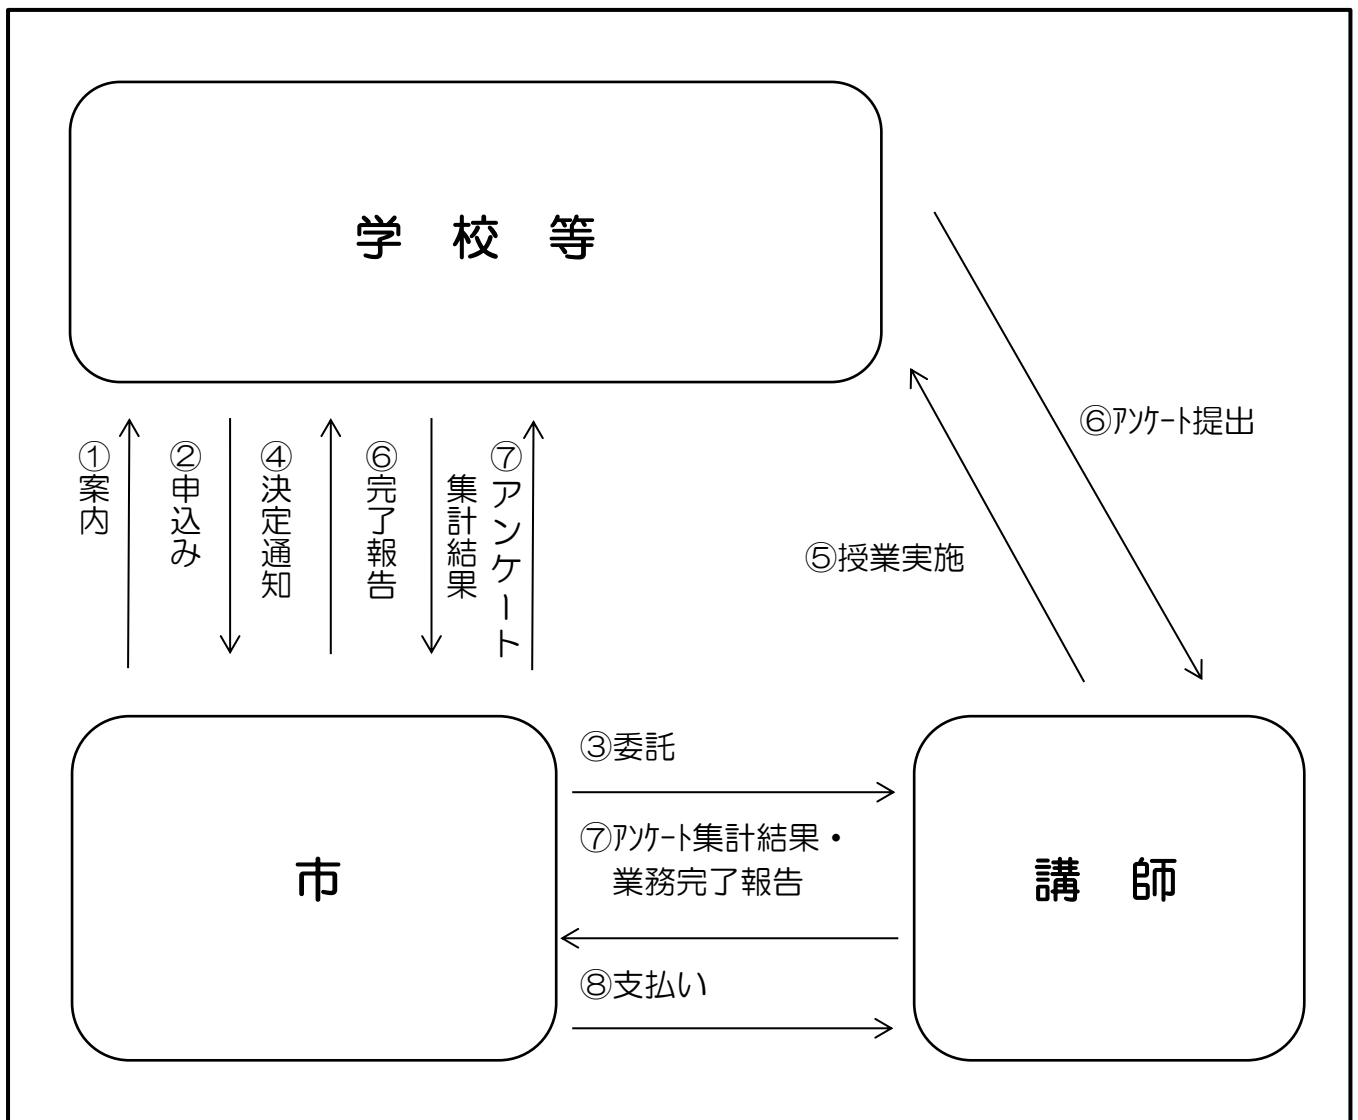 学 校 等
①案内
②申込み
④決定通知
⑥完了報告
⑦アンケート
集計結果
⑥ｱﾝｹｰﾄ提出
⑤授業実施
③委託
⑦ｱﾝｹｰﾄ集計結果・
業務完了報告
⑧支払い
市
講 師